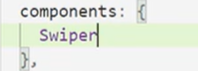 components: {
Swiper
},